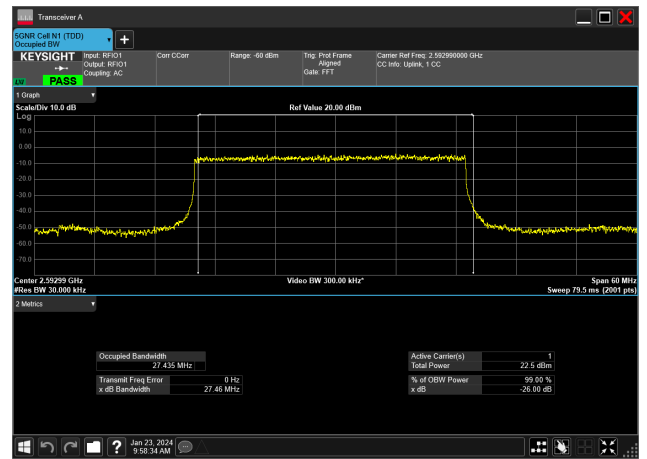 Transceiver A
5GNR Cell N1 (TDD)
Occupied BW
KEYSIGHT
Input: RFIO1
Output: RFIO1
Coupling: AC
Corr CCorr
Range: -60 dBm
Trig: Prot Frame
Aligned
Gate: FFT
Carrier Ref Freq: 2.592990000 GHz
CC Info: Uplink, 1 CC
PASS
1 Graph
Scale/Div 10.0 dB
Ref Value 20.00 dBm
Log
10.0
0.00
-10.0
-20.0
-30.0
-40.0
-50.0
-60.0
-70.0
Center 2.59299 GHz
Video BW 300.00 kHz*
Span 60 MHz
#Res BW 30.000 kHz
Sweep 79.5 ms (2001 pts)
2 Metrics
Occupied Bandwidth
27.435 MHz
Transmit Freq Error 0 Hz
x dB Bandwidth 27.46 MHz
Active Carrier(s) 1
Total Power 22.5 dBm
% of OBW Power 99.00 %
x dB -26.00 dB
Jan 23, 2024
9:58:34 AM